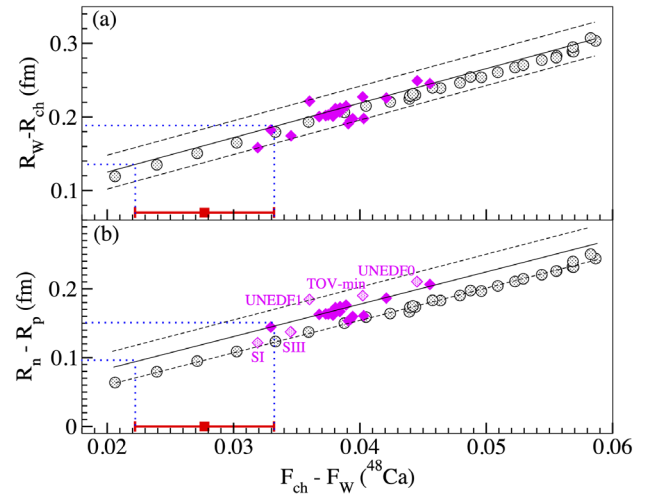 (a)
0.3
0.2
0.1
R_W-R_ch (fm)
(b)
UNEDF0
TOV-min
UNEDF1
0.2
SIII
SI
0.1
0
R_n - R_p (fm)
0.02 0.03 0.04 0.05 0.06
F_ch - F_W (^48Ca)